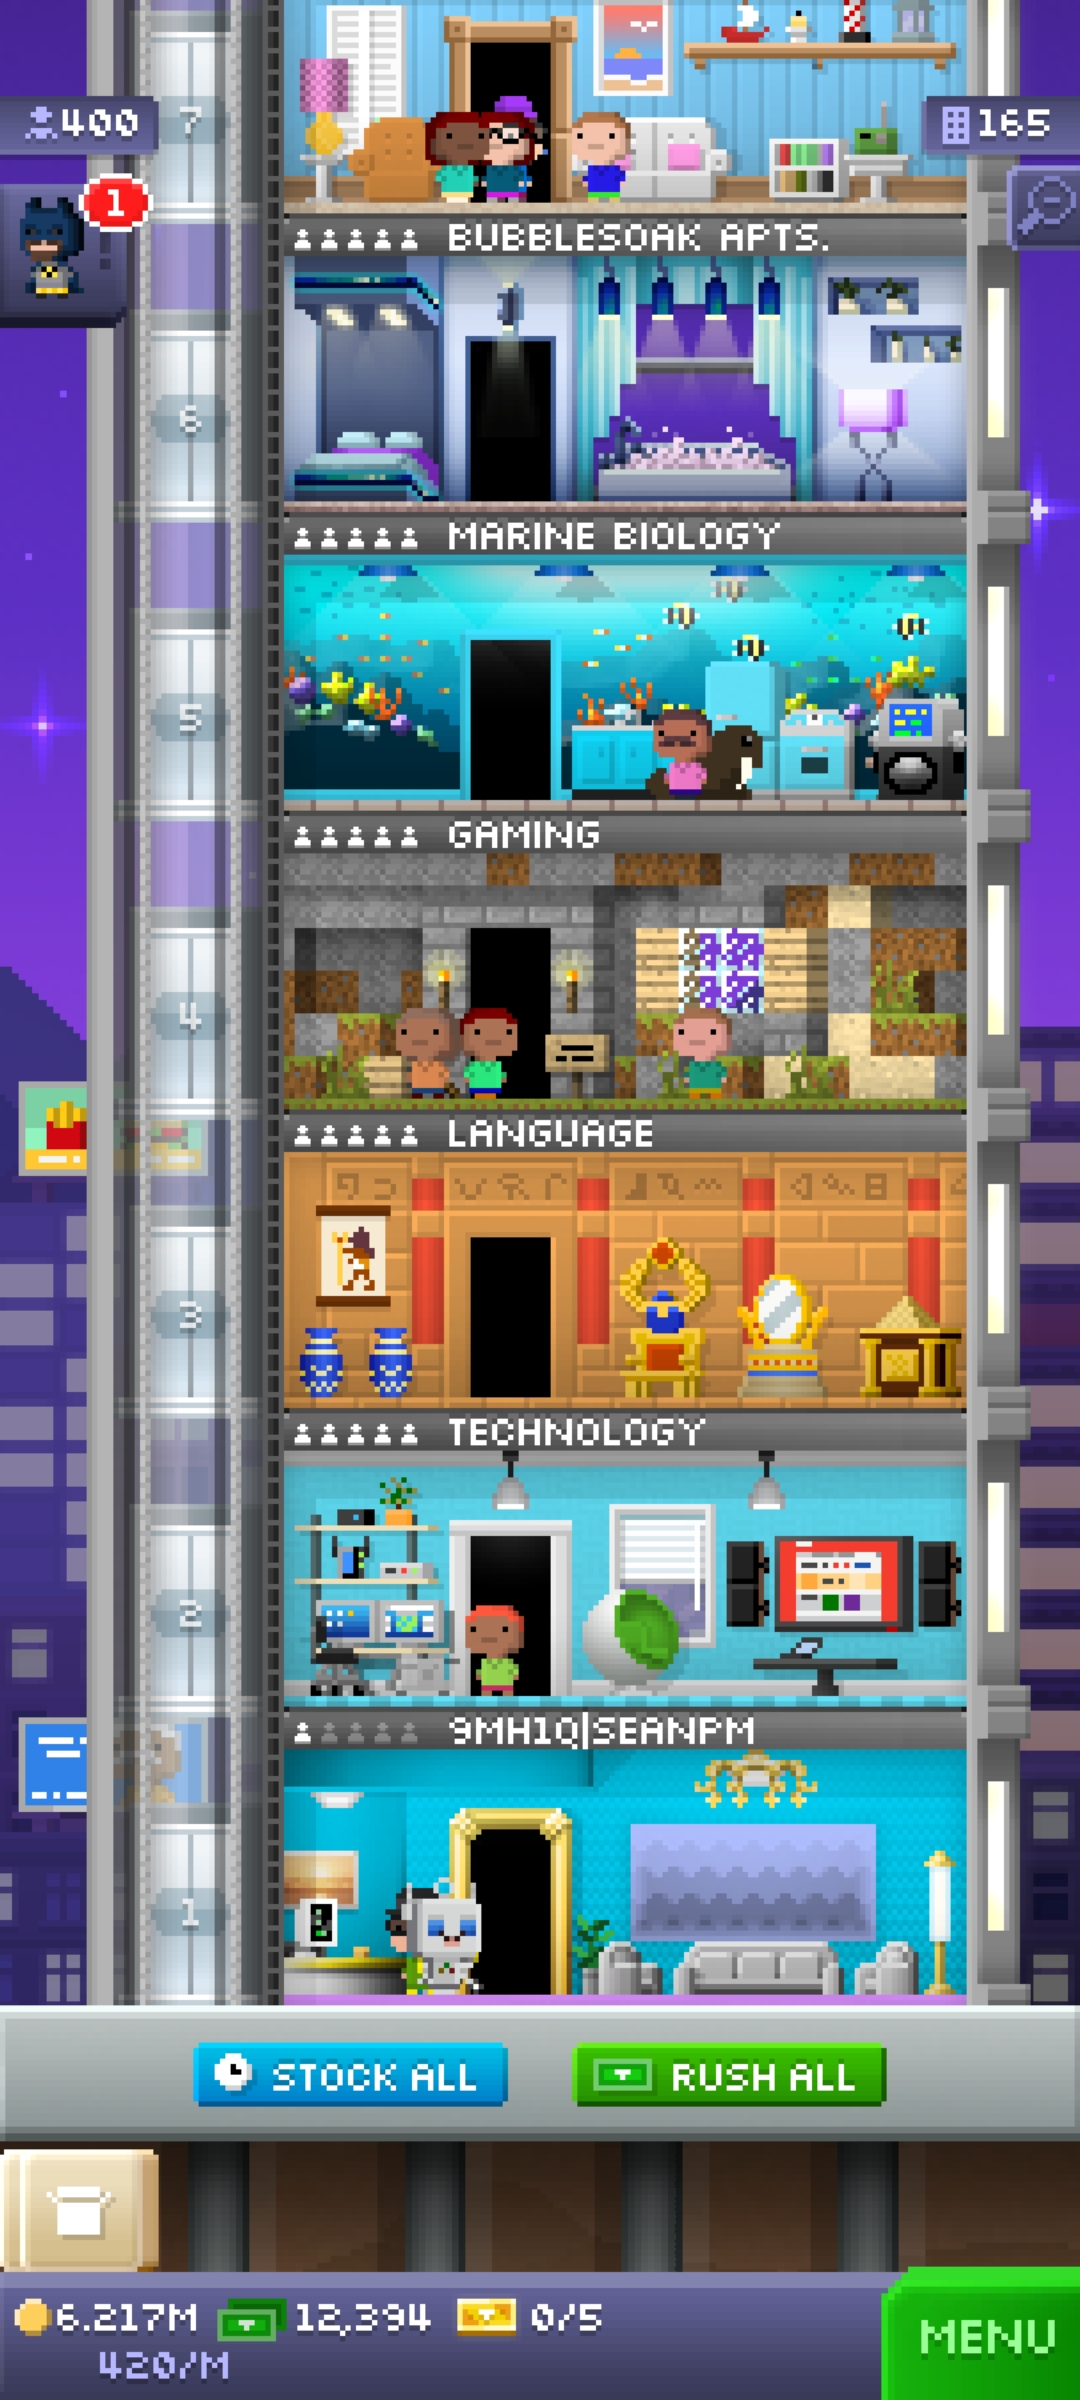 7
400
165
1
BUBBLESOAK APTS.
6
MARINE BIOLOGY
5
GAMING
4
LANGUAGE
3
TECHNOLOGY
2
9MH1Q|SEANPM
1
STOCK ALL
RUSH ALL
6.217M
12,394
0/5
420/M
MENU